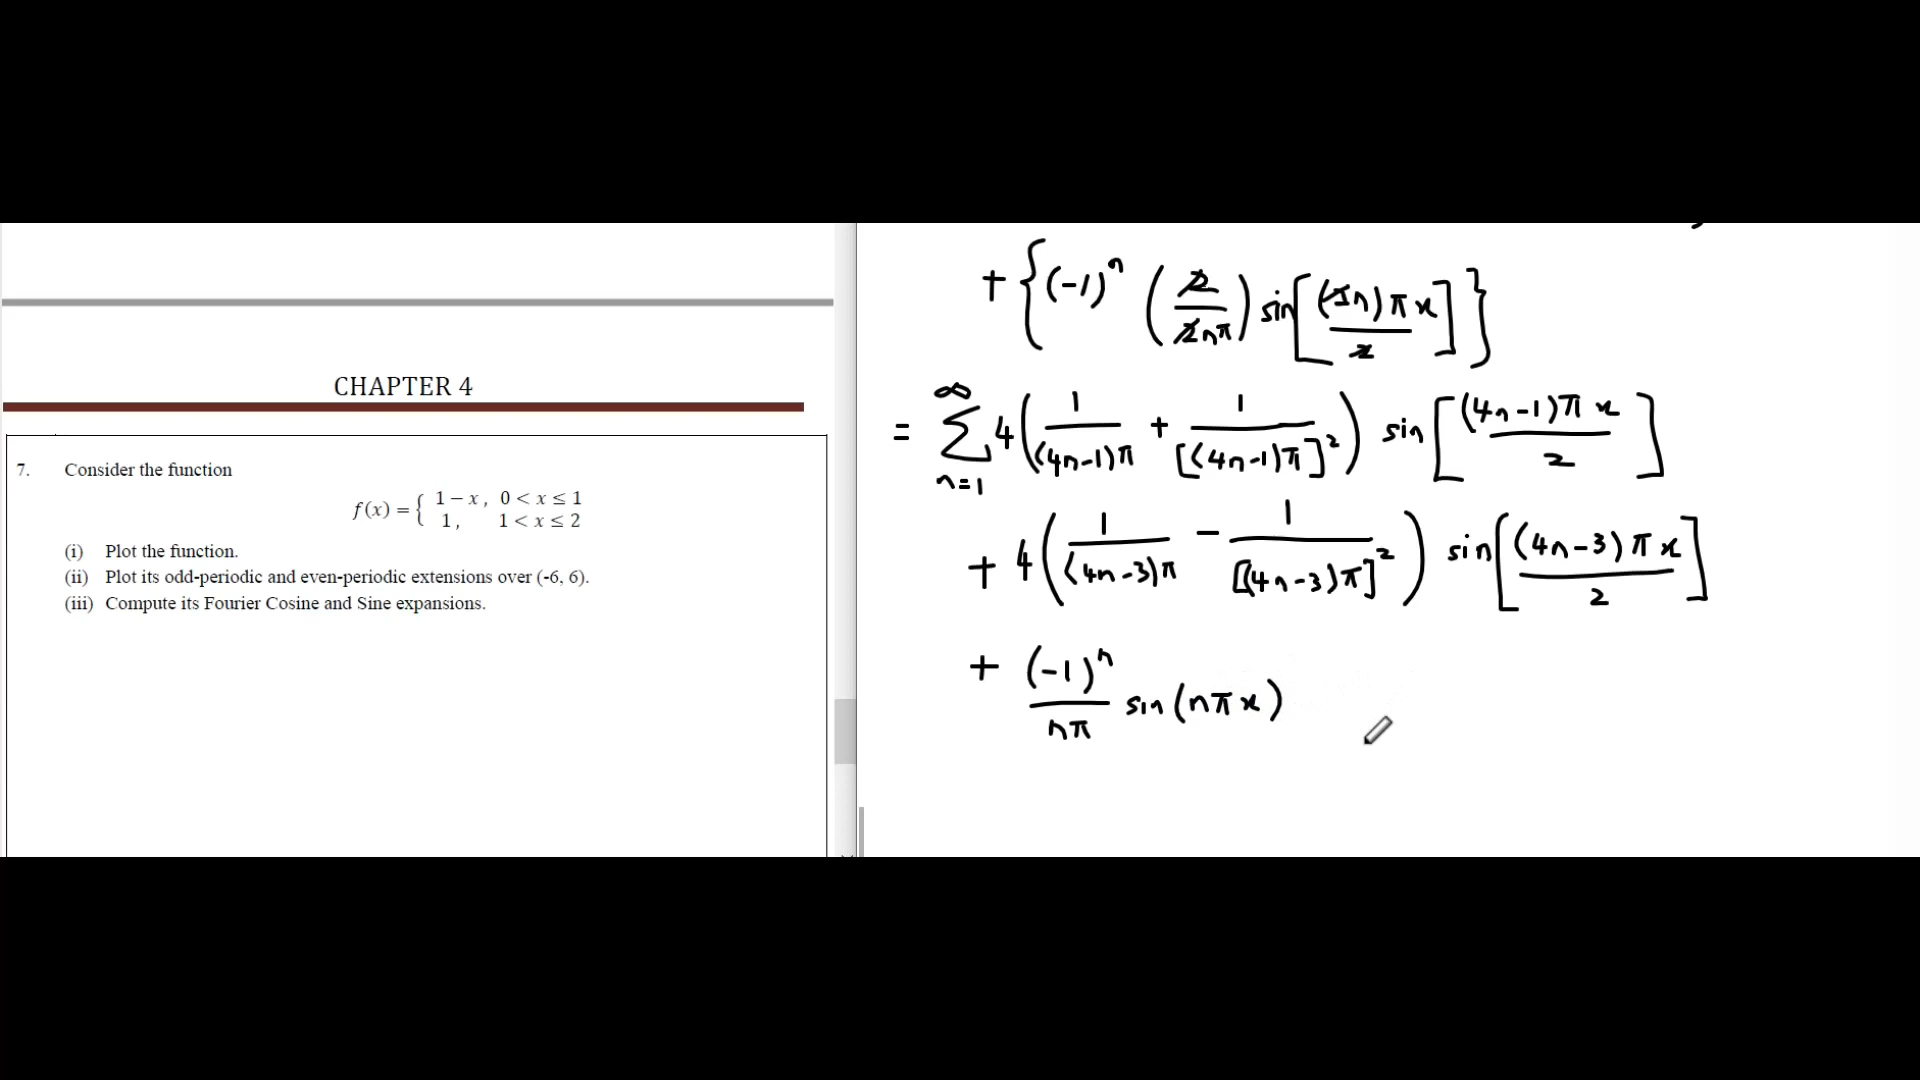 CHAPTER 4
7. Consider the function
f(x) = { 1 − x , 0 < x ≤ 1
1 , 1 < x ≤ 2
(i) Plot the function.
(ii) Plot its odd-periodic and even-periodic extensions over (-6, 6).
(iii) Compute its Fourier Cosine and Sine expansions.
+ {(-1)^n (2/2nπ) sin[(2n)πx/2]}
= ∑_{n=1}^{∞} 4(1/(4n-1)π + 1/[(4n-1)π]²) sin[(4n-1)πx/2]
+ 4(1/(4n-3)π − 1/[(4n-3)π]²) sin[(4n-3)πx/2]
+ (-1)^n/nπ sin(nπx)